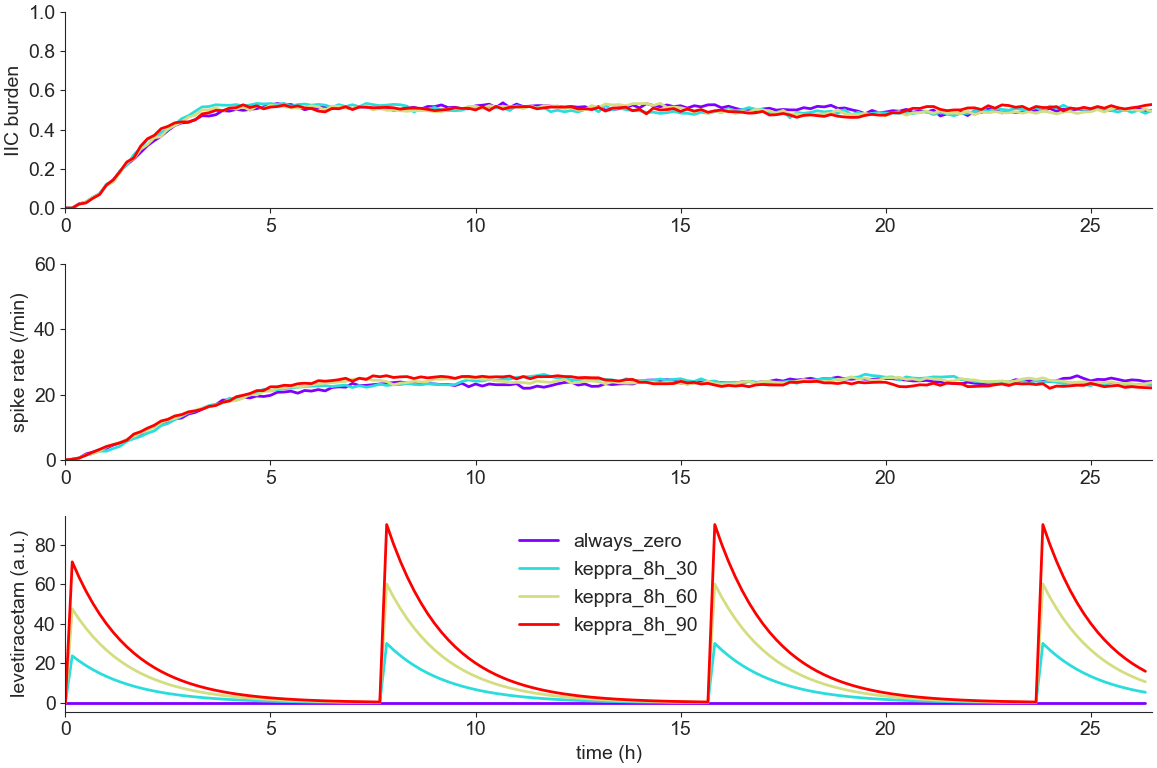 IIC burden
1.0
0.8
0.6
0.4
0.2
0.0
0 5 10 15 20 25
spike rate (/min)
60
40
20
0
0 5 10 15 20 25
levetiracetam (a.u.)
80
60
40
20
0
always_zero
keppra_8h_30
keppra_8h_60
keppra_8h_90
0 5 10 15 20 25
time (h)